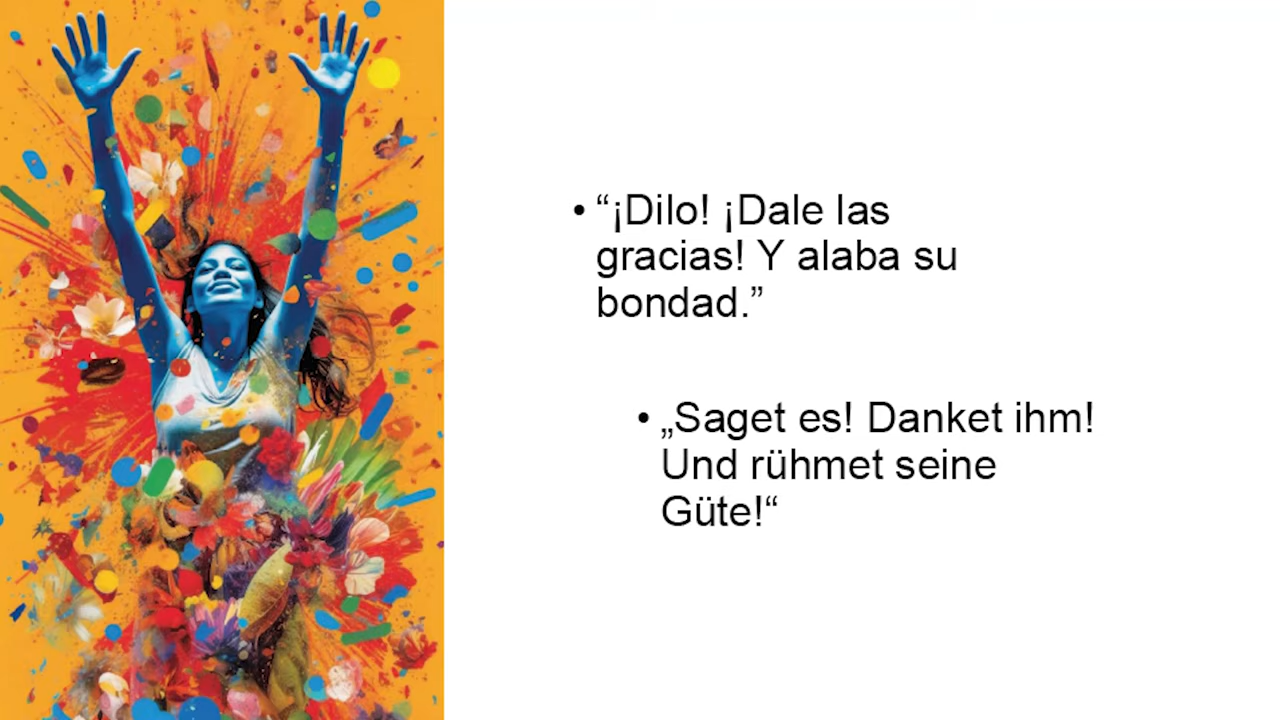 • “¡Dilo! ¡Dale las
gracias! Y alaba su
bondad.”
• „Saget es! Danket ihm!
Und rühmet seine
Güte!“